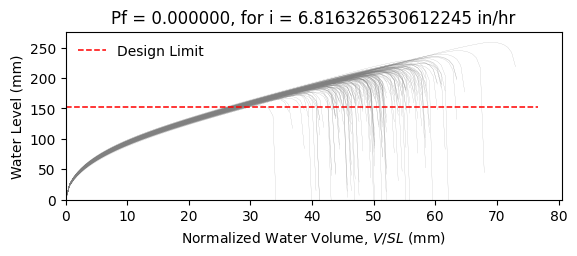 Pf = 0.000000, for i = 6.816326530612245 in/hr
Water Level (mm)
250
200
150
100
50
0
Design Limit
0 10 20 30 40 50 60 70 80
Normalized Water Volume, V/SL (mm)